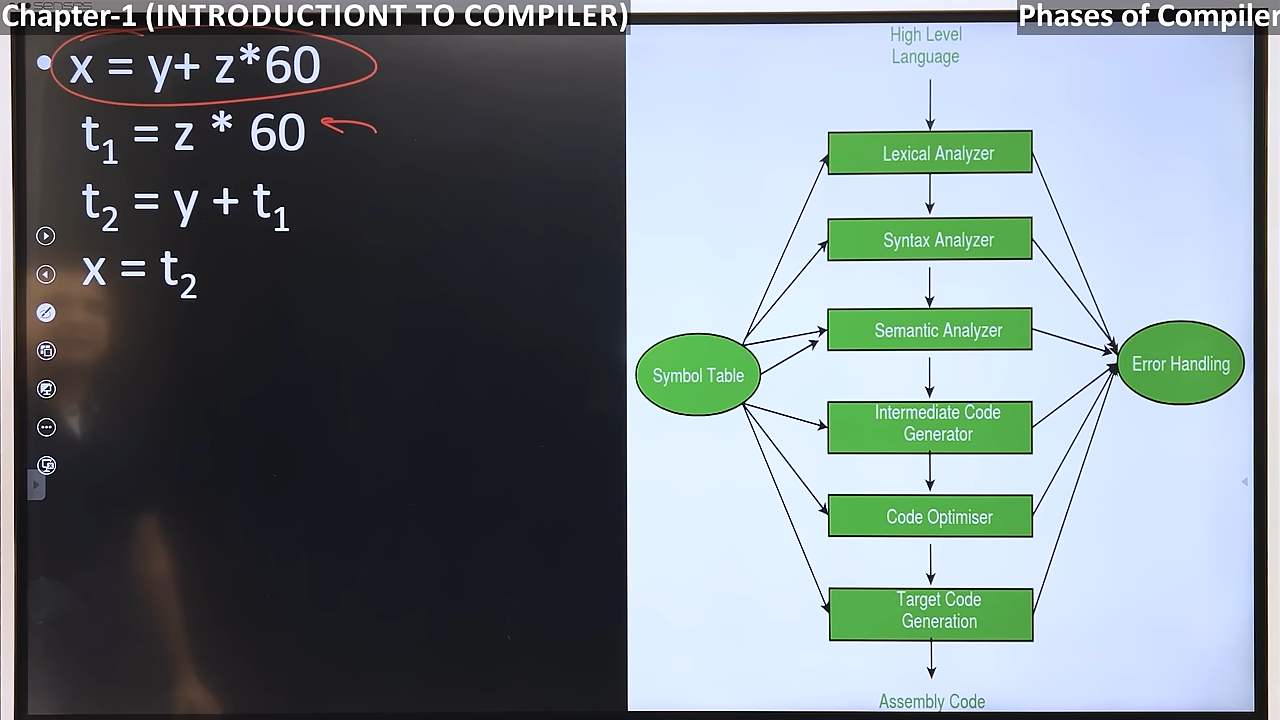 Chapter-1 (INTRODUCTIONT TO COMPILER)
Phases of Compiler
x = y+ z*60
t1 = z * 60
t2 = y + t1
x = t2
High Level
Language
Lexical Analyzer
Syntax Analyzer
Semantic Analyzer
Symbol Table
Error Handling
Intermediate Code
Generator
Code Optimiser
Target Code
Generation
Assembly Code